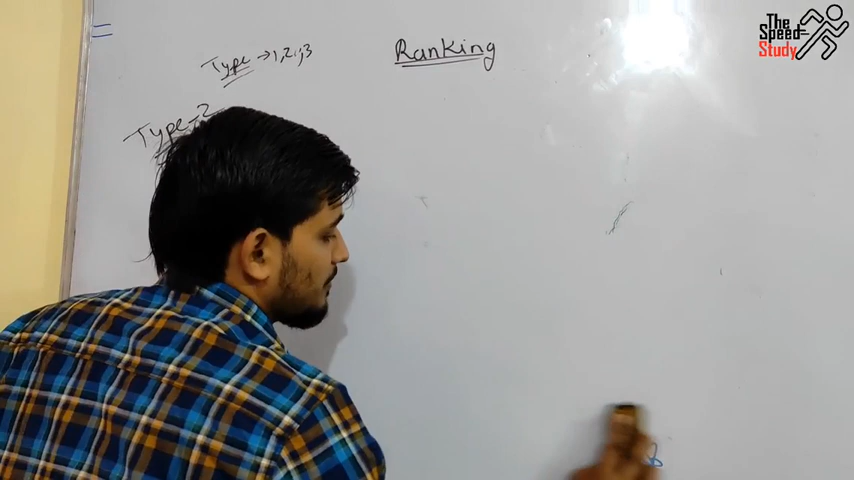 Ranking
Type → 1, 2, 3
Type - 2
The
Speed
Study